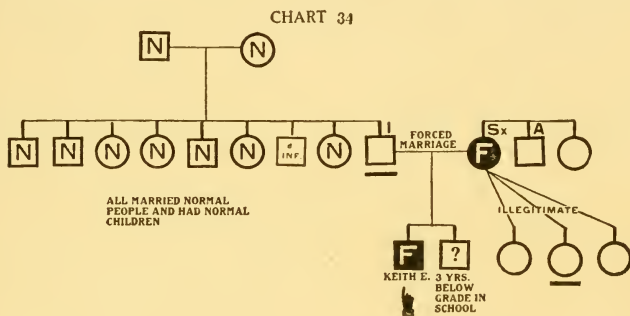 CHART 34
N N
N N N N N N d INF I FORCED MARRIAGE F Sx A
ALL MARRIED NORMAL
PEOPLE AND HAD NORMAL
CHILDREN
ILLEGITIMATE
F ?
KEITH E. 3 YRS.
BELOW
GRADE IN
SCHOOL